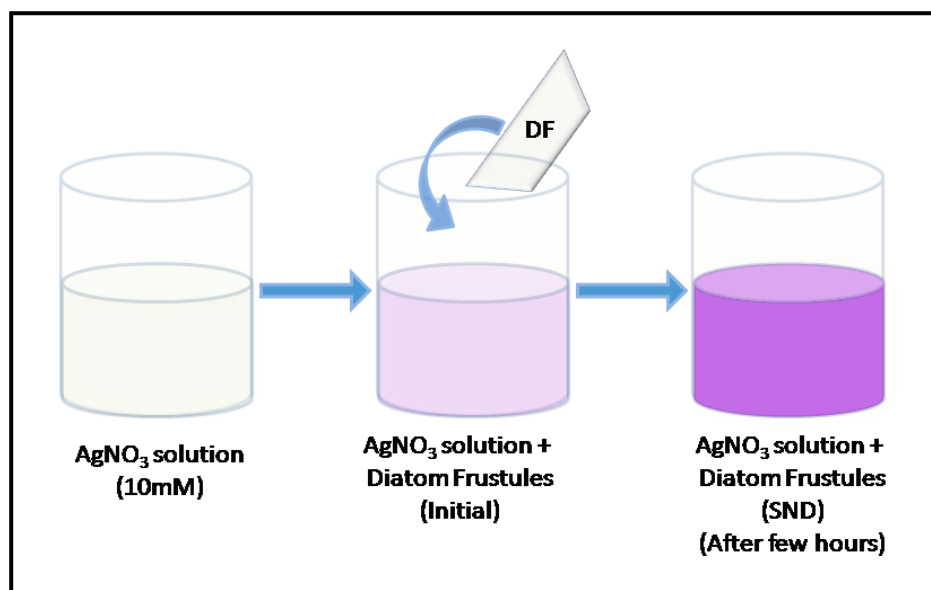 DF
AgNO₃ solution
(10mM)
AgNO₃ solution +
Diatom Frustules
(Initial)
AgNO₃ solution +
Diatom Frustules
(SND)
(After few hours)